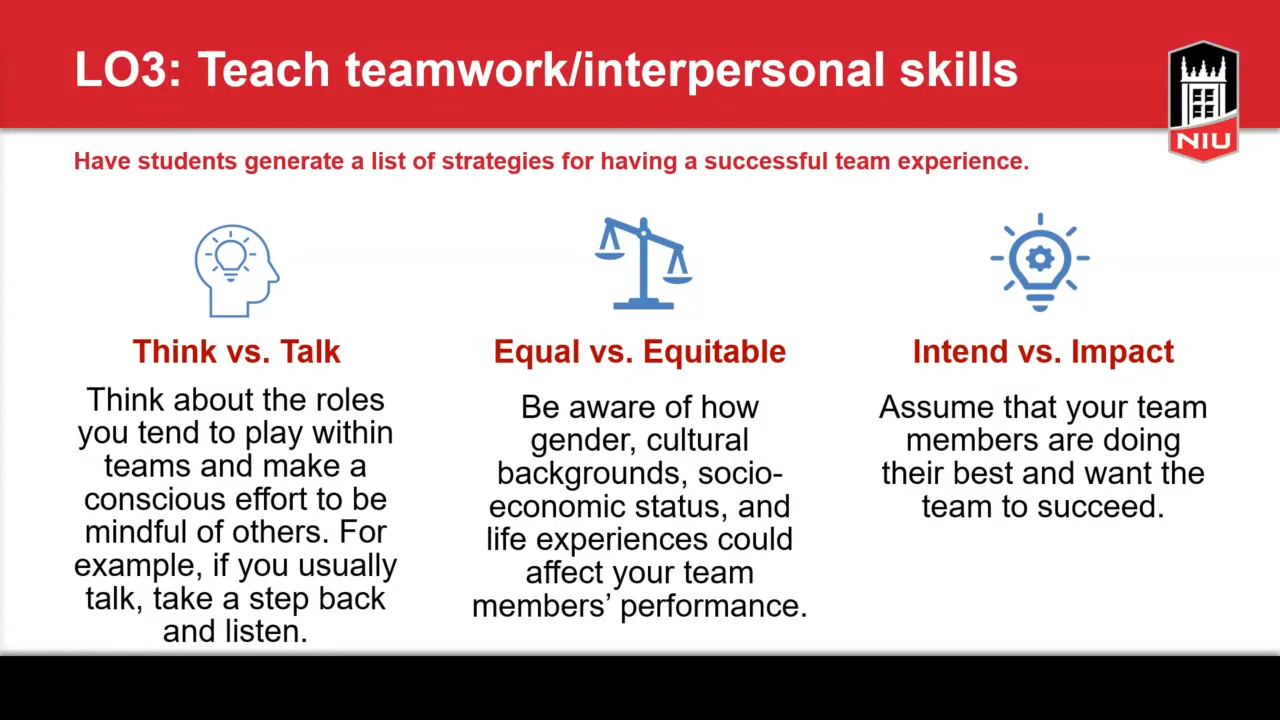 LO3: Teach teamwork/interpersonal skills
NIU
Have students generate a list of strategies for having a successful team experience.
Think vs. Talk
Think about the roles
you tend to play within
teams and make a
conscious effort to be
mindful of others. For
example, if you usually
talk, take a step back
and listen.
Equal vs. Equitable
Be aware of how
gender, cultural
backgrounds, socio-
economic status, and
life experiences could
affect your team
members’ performance.
Intend vs. Impact
Assume that your team
members are doing
their best and want the
team to succeed.